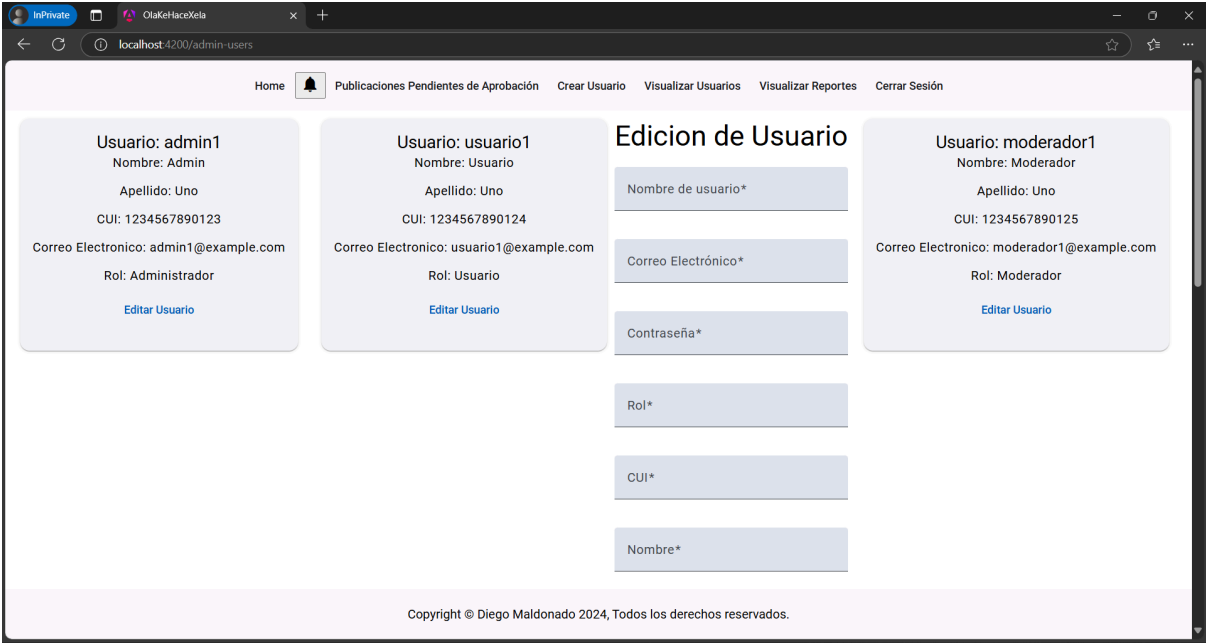 InPrivate
OlaKeHaceXela
localhost:4200/admin-users
Home Publicaciones Pendientes de Aprobación Crear Usuario Visualizar Usuarios Visualizar Reportes Cerrar Sesión
Usuario: admin1
Nombre: Admin
Apellido: Uno
CUI: 1234567890123
Correo Electronico: admin1@example.com
Rol: Administrador
Editar Usuario
Usuario: usuario1
Nombre: Usuario
Apellido: Uno
CUI: 1234567890124
Correo Electronico: usuario1@example.com
Rol: Usuario
Editar Usuario
Edicion de Usuario
Nombre de usuario*
Correo Electrónico*
Contraseña*
Rol*
CUI*
Nombre*
Usuario: moderador1
Nombre: Moderador
Apellido: Uno
CUI: 1234567890125
Correo Electronico: moderador1@example.com
Rol: Moderador
Editar Usuario
Copyright © Diego Maldonado 2024, Todos los derechos reservados.